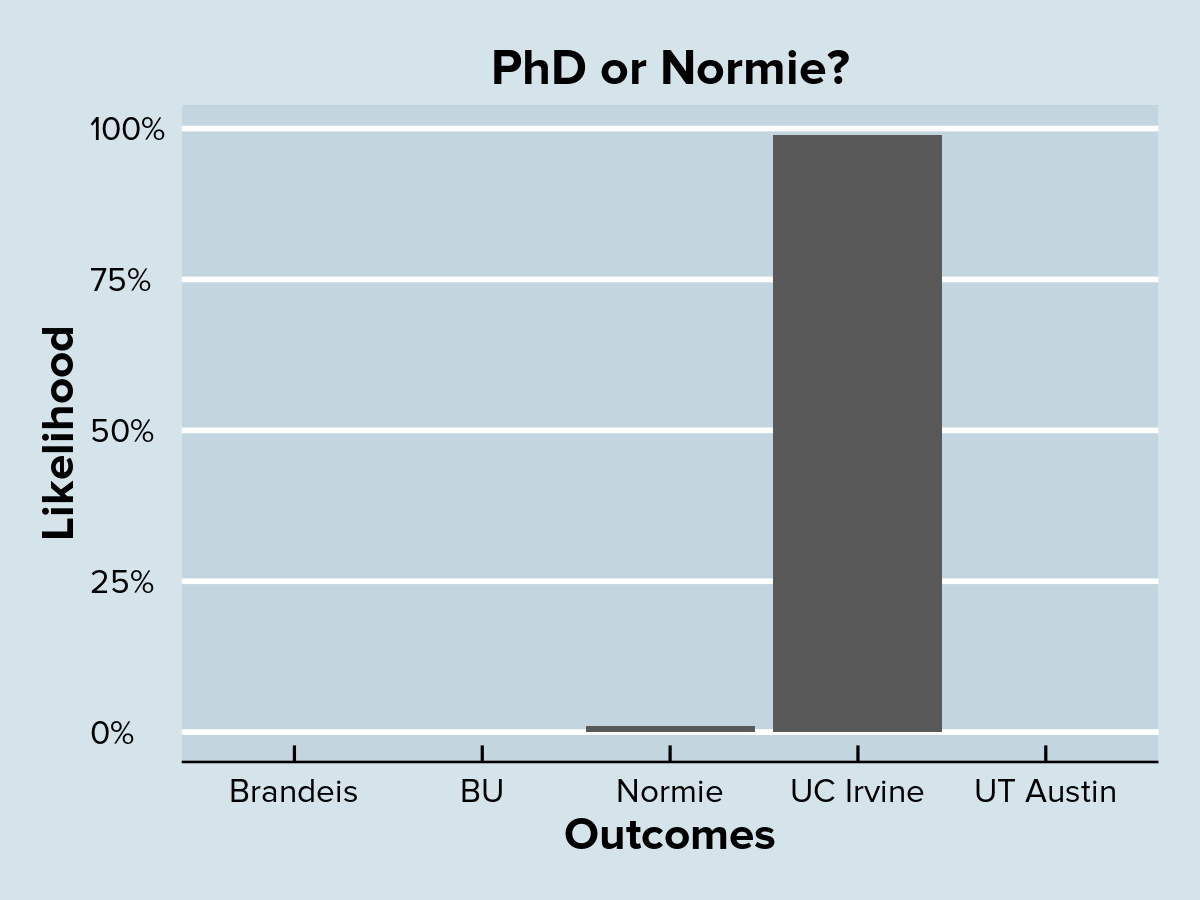 PhD or Normie?
100%
75%
50%
25%
0%
Likelihood
Brandeis
BU
Normie
UC Irvine
UT Austin
Outcomes